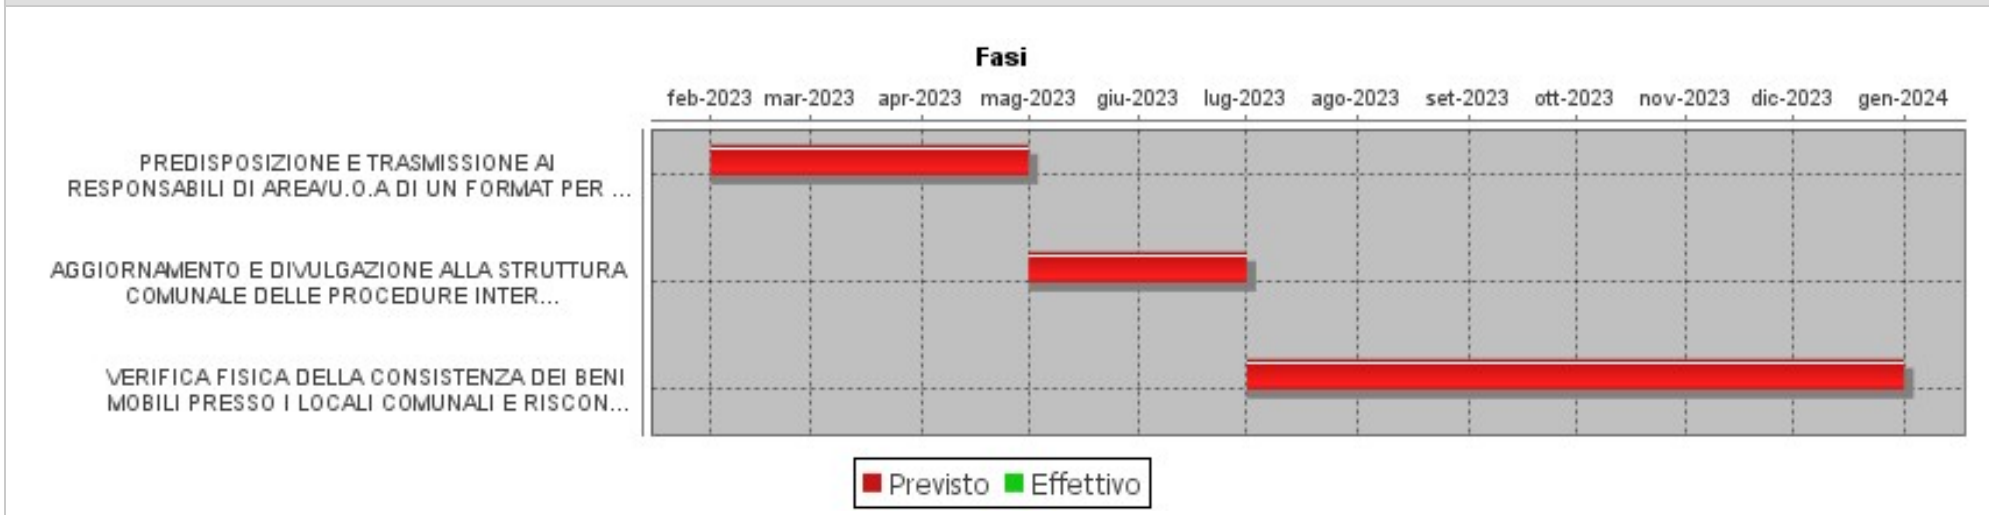 Fasi
feb-2023 mar-2023 apr-2023 mag-2023 giu-2023 lug-2023 ago-2023 set-2023 ott-2023 nov-2023 dic-2023 gen-2024
PREDISPOSIZIONE E TRASMISSIONE AI
RESPONSABILI DI AREA/U.O.A DI UN FORMAT PER ...
AGGIORNAMENTO E DIVULGAZIONE ALLA STRUTTURA
COMUNALE DELLE PROCEDURE INTER...
VERIFICA FISICA DELLA CONSISTENZA DEI BENI
MOBILI PRESSO I LOCALI COMUNALI E RISCON...
Previsto Effettivo